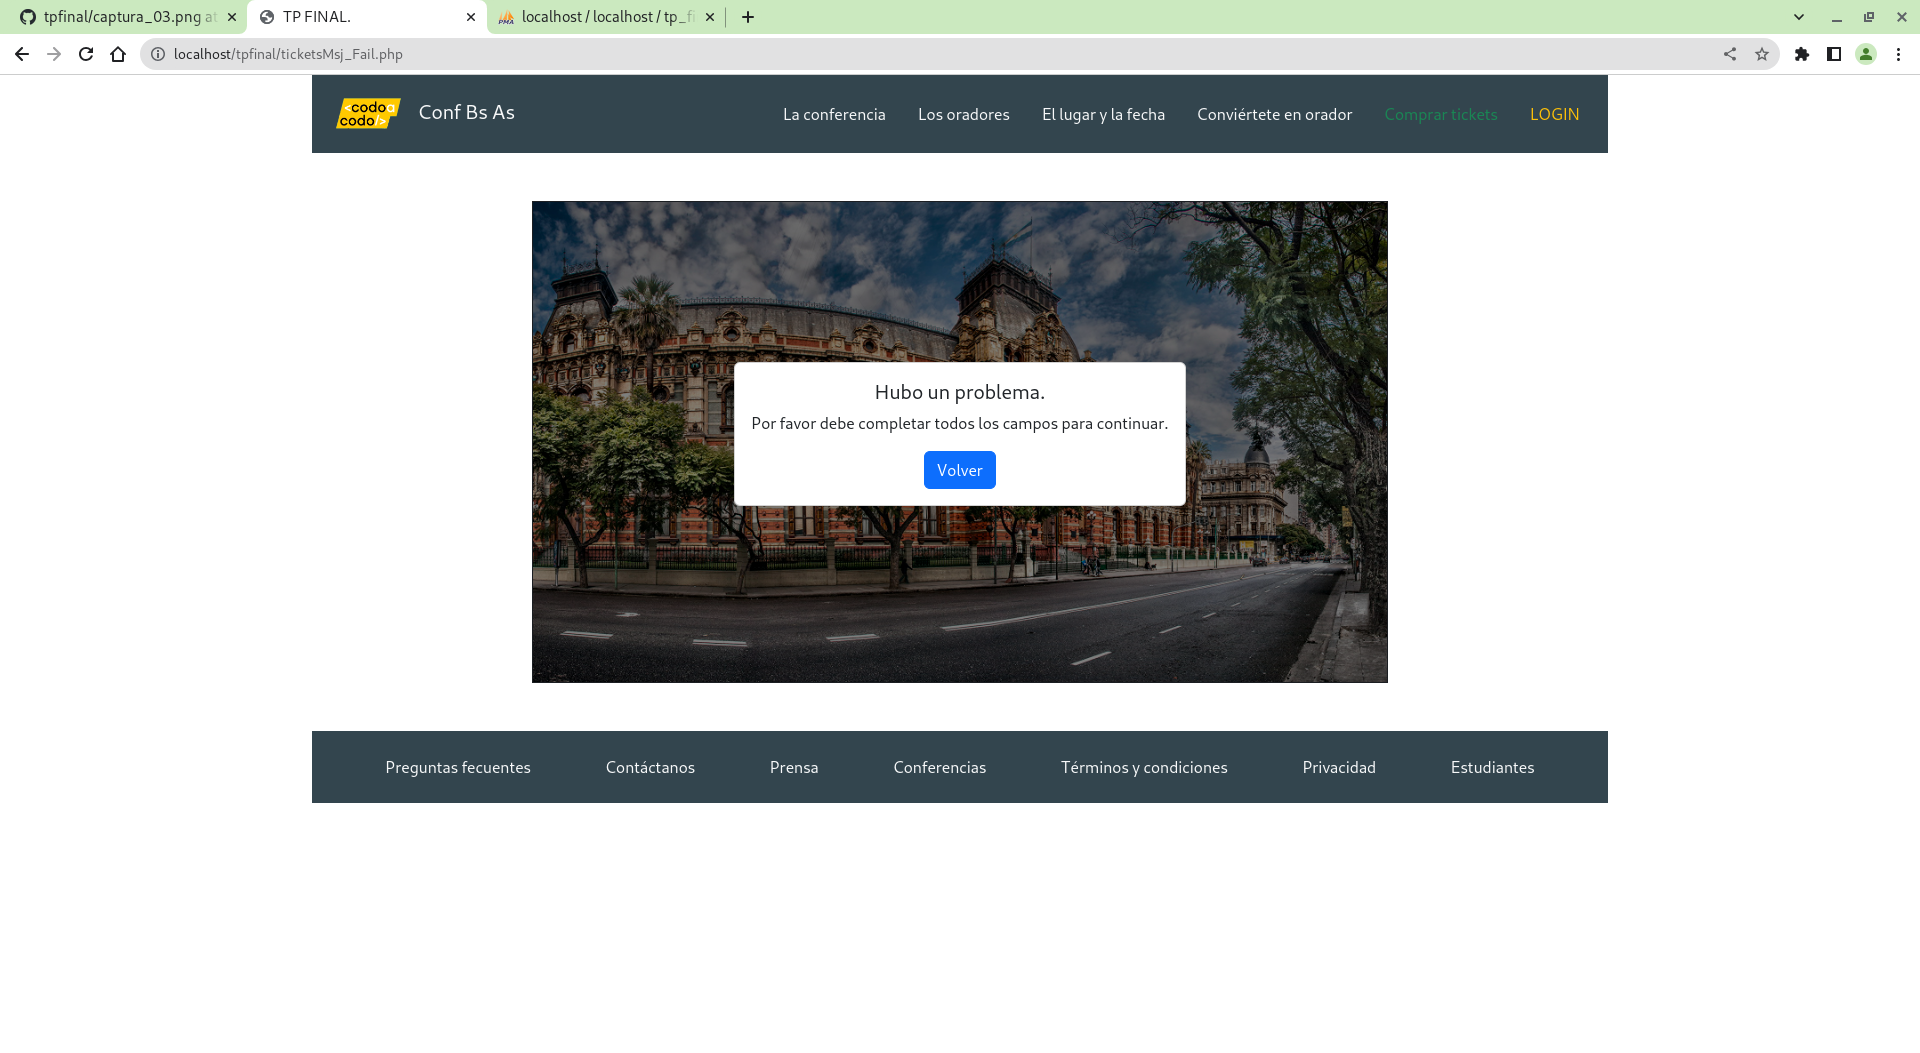 tpfinal/captura_03.png at
TP FINAL.
localhost / localhost / tp_fi
localhost/tpfinal/ticketsMsj_Fail.php
<codo a
codo/>
Conf Bs As
La conferencia
Los oradores
El lugar y la fecha
Conviértete en orador
Comprar tickets
LOGIN
Hubo un problema.
Por favor debe completar todos los campos para continuar.
Volver
Preguntas fecuentes
Contáctanos
Prensa
Conferencias
Términos y condiciones
Privacidad
Estudiantes